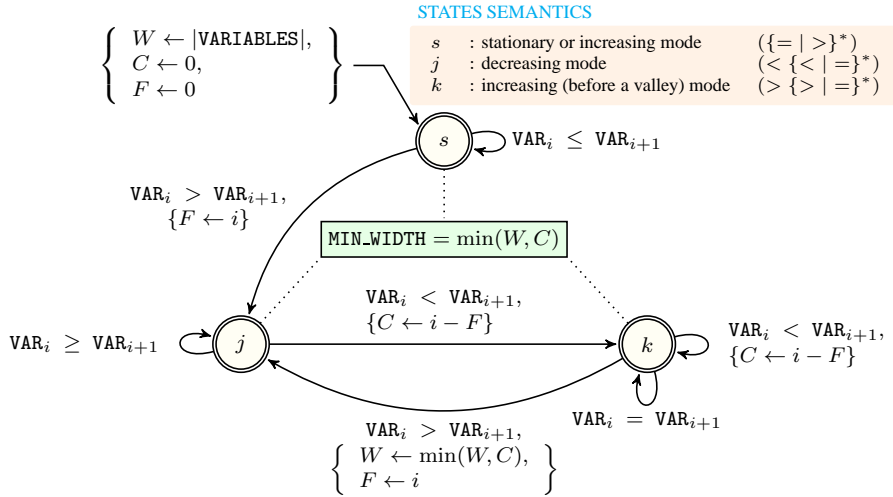 STATES SEMANTICS
s : stationary or increasing mode ({= | >}*)
j : decreasing mode (< {< | =}*)
k : increasing (before a valley) mode (> {> | =}*)
{ W ← |VARIABLES|,
C ← 0,
F ← 0 }
s
VAR_i ≤ VAR_{i+1}
VAR_i > VAR_{i+1},
{F ← i}
MIN_WIDTH = min(W, C)
VAR_i < VAR_{i+1},
{C ← i − F}
VAR_i ≥ VAR_{i+1}
j
k
VAR_i < VAR_{i+1},
{C ← i − F}
VAR_i = VAR_{i+1}
VAR_i > VAR_{i+1},
{ W ← min(W, C),
F ← i }